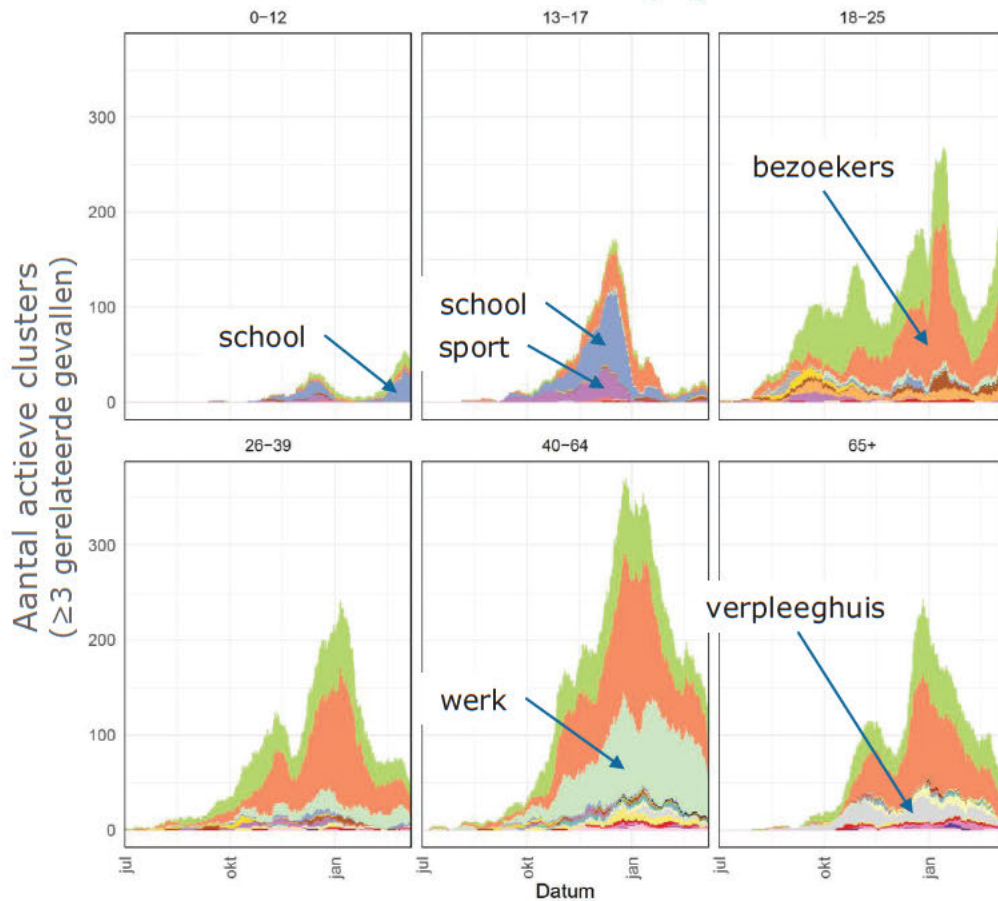 0−12
13−17
18−25
300
200
100
0
bezoekers
school
school
sport
26−39
40−64
65+
300
200
100
0
verpleeghuis
werk
jul
okt
jan
jul
okt
jan
jul
okt
jan
Datum
Aantal actieve clusters
(≥3 gerelateerde gevallen)